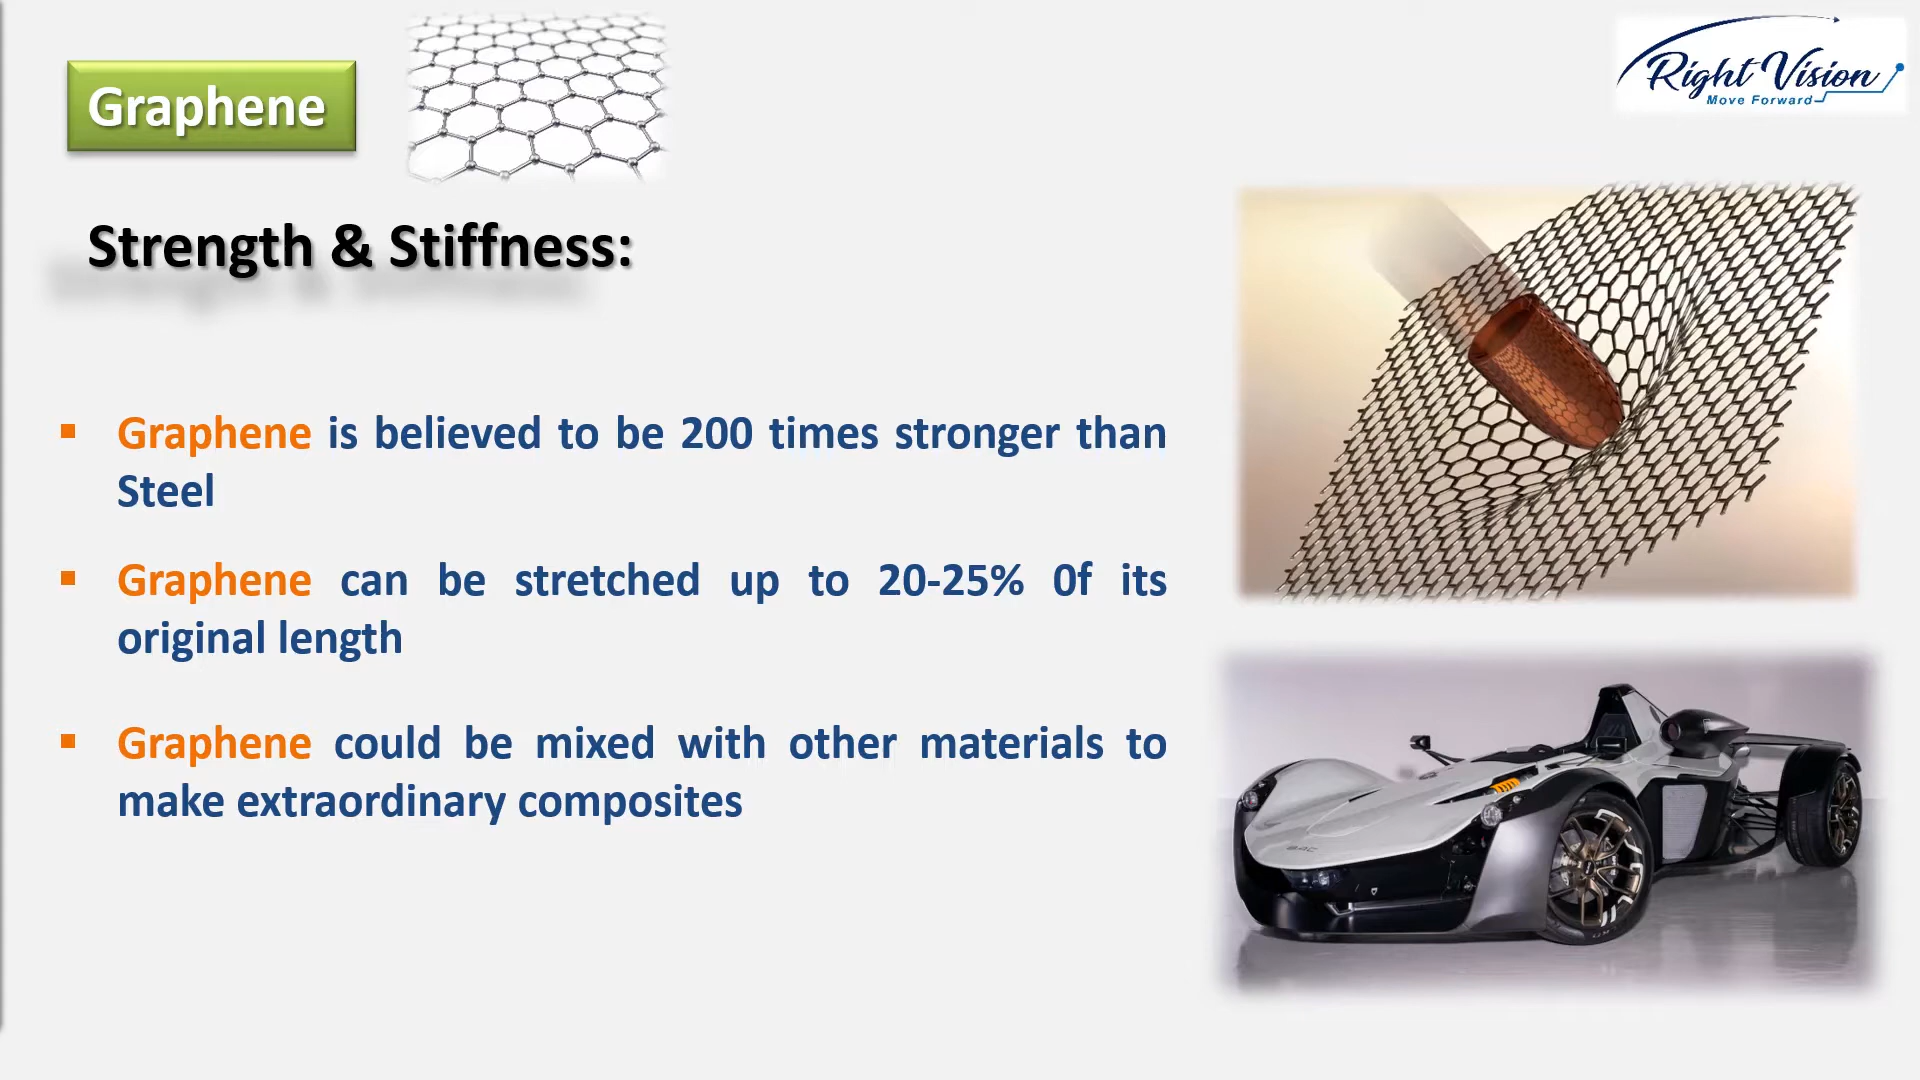 Graphene
Right Vision
Move Forward
Strength & Stiffness:
Graphene is believed to be 200 times stronger than
Steel
Graphene can be stretched up to 20-25% 0f its
original length
Graphene could be mixed with other materials to
make extraordinary composites
BAC